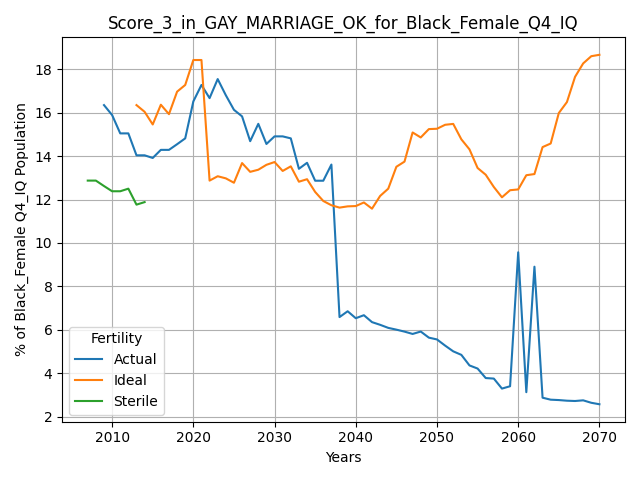 Score_3_in_GAY_MARRIAGE_OK_for_Black_Female_Q4_IQ
% of Black_Female Q4_IQ Population
18
16
14
12
10
8
6
4
2
Fertility
Actual
Ideal
Sterile
2010 2020 2030 2040 2050 2060 2070
Years